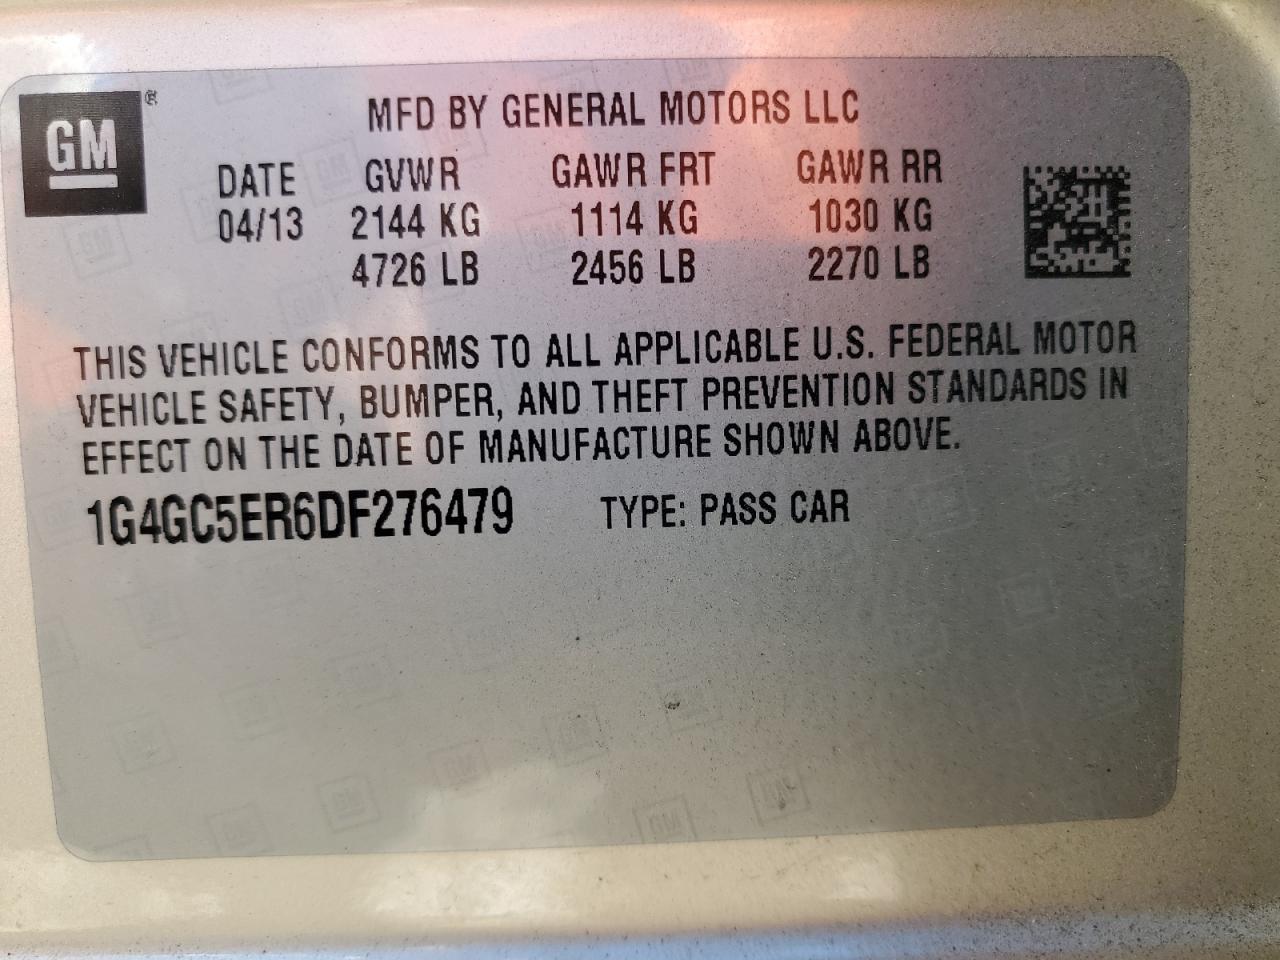 GM ®
MFD BY GENERAL MOTORS LLC
DATE GVWR GAWR FRT GAWR RR
04/13 2144 KG 1114 KG 1030 KG
4726 LB 2456 LB 2270 LB
THIS VEHICLE CONFORMS TO ALL APPLICABLE U.S. FEDERAL MOTOR
VEHICLE SAFETY, BUMPER, AND THEFT PREVENTION STANDARDS IN
EFFECT ON THE DATE OF MANUFACTURE SHOWN ABOVE.
1G4GC5ER6DF276479 TYPE: PASS CAR